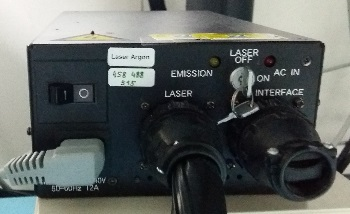 Laser Argon
458 488
515
EMISSION
LASER
OFF
ON
AC IN
LASER
INTERFACE
50-60Hz 12A